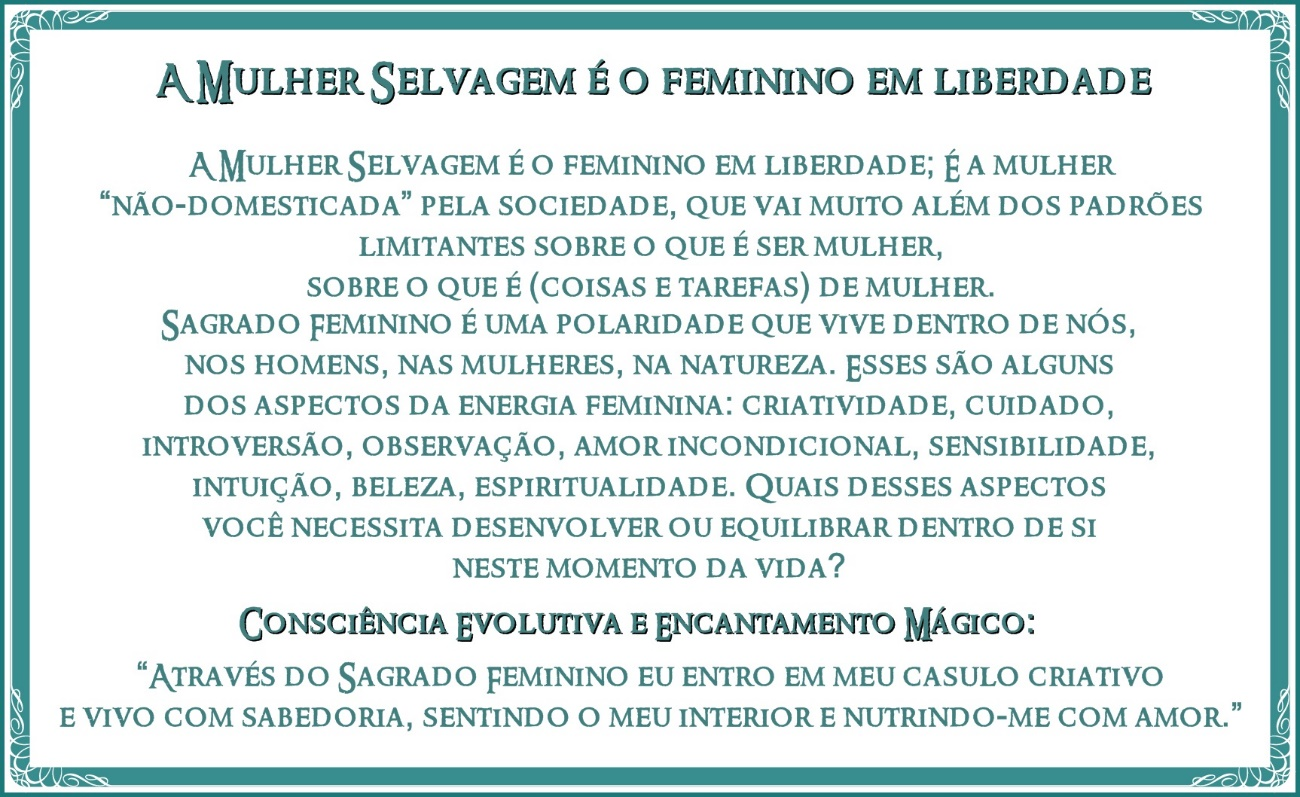 A Mulher Selvagem é o feminino em liberdade
A Mulher Selvagem é o feminino em liberdade; É a mulher
“não-domesticada” pela sociedade, que vai muito além dos padrões
limitantes sobre o que é ser mulher,
sobre o que é (coisas e tarefas) de mulher.
Sagrado Feminino é uma polaridade que vive dentro de nós,
nos homens, nas mulheres, na natureza. Esses são alguns
dos aspectos da energia feminina: criatividade, cuidado,
introversão, observação, amor incondicional, sensibilidade,
intuição, beleza, espiritualidade. Quais desses aspectos
você necessita desenvolver ou equilibrar dentro de si
neste momento da vida?
Consciência Evolutiva e Encantamento Mágico:
“Através do Sagrado Feminino eu entro em meu casulo criativo
e vivo com sabedoria, sentindo o meu interior e nutrindo-me com amor.”